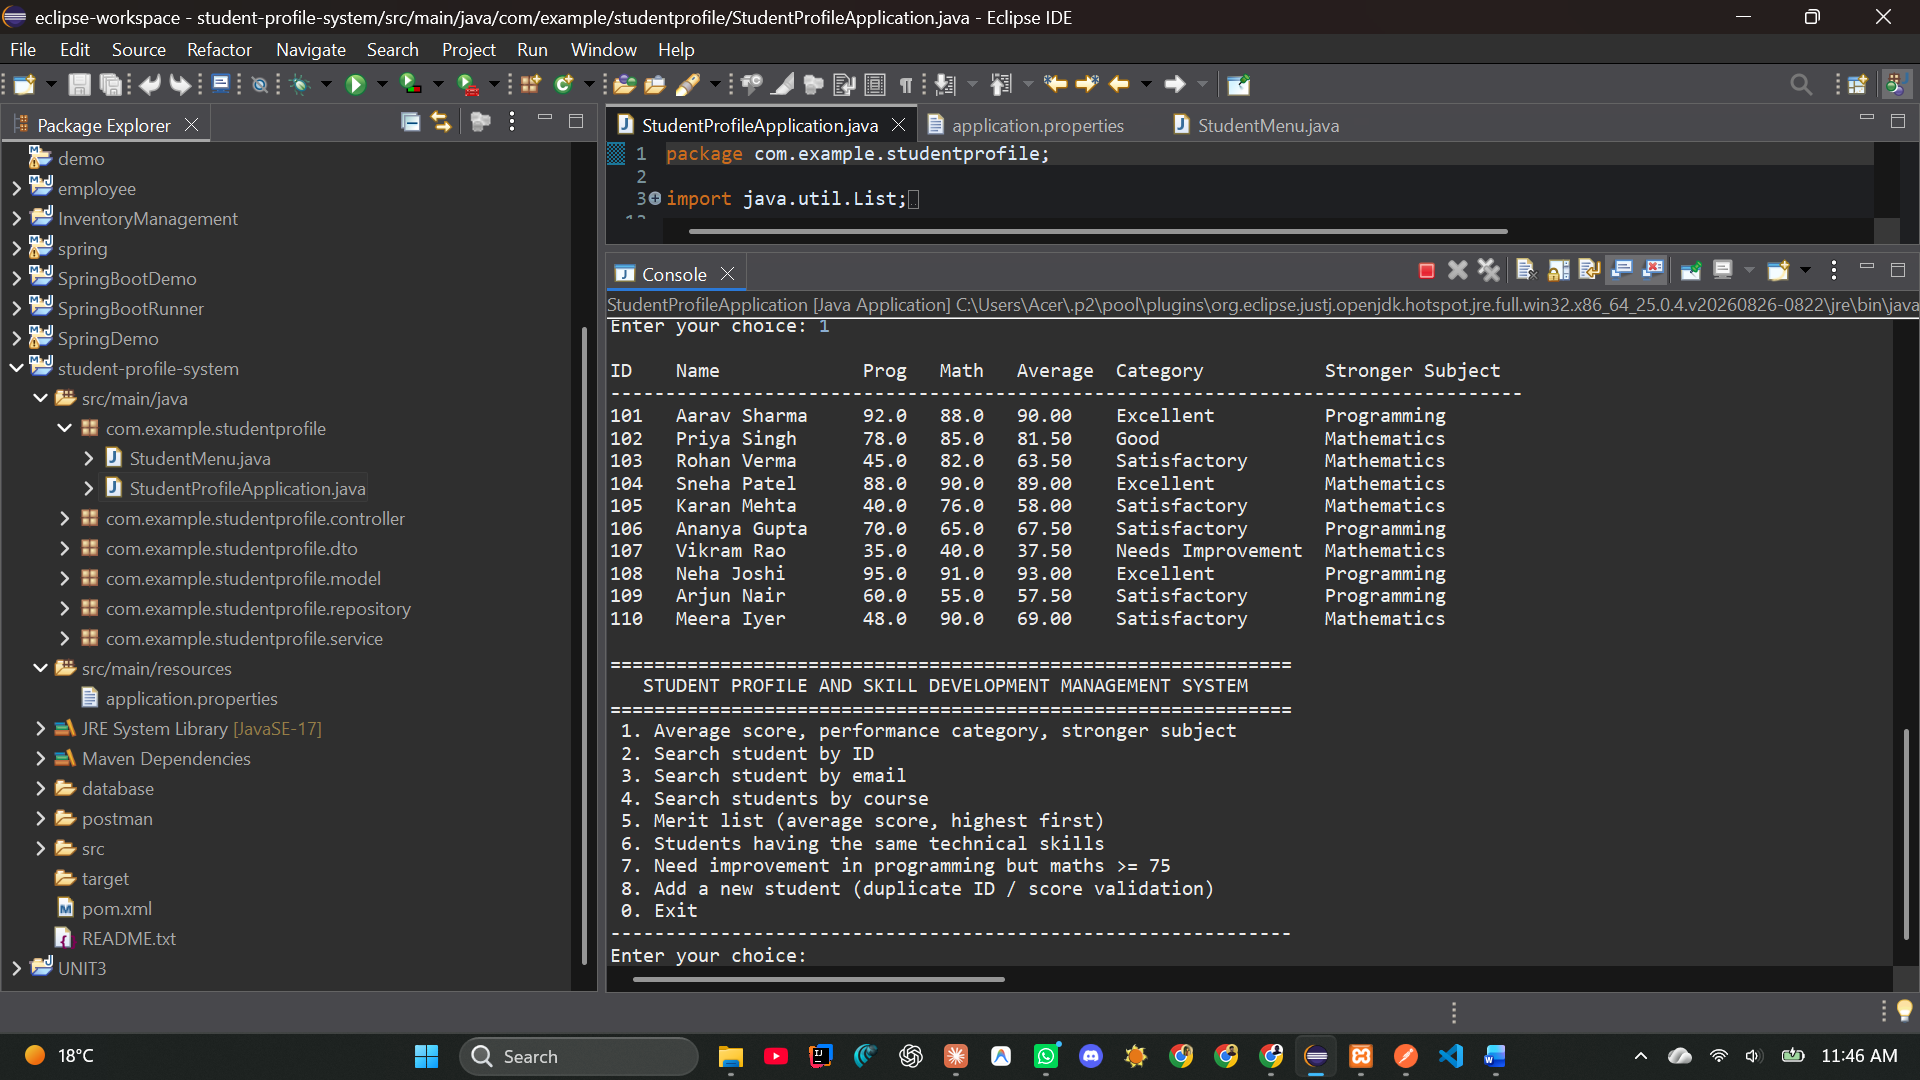 eclipse-workspace - student-profile-system/src/main/java/com/example/studentprofile/StudentProfileApplication.java - Eclipse IDE
File Edit Source Refactor Navigate Search Project Run Window Help
Package Explorer
demo
employee
InventoryManagement
spring
SpringBootDemo
SpringBootRunner
SpringDemo
student-profile-system
src/main/java
com.example.studentprofile
StudentMenu.java
StudentProfileApplication.java
com.example.studentprofile.controller
com.example.studentprofile.dto
com.example.studentprofile.model
com.example.studentprofile.repository
com.example.studentprofile.service
src/main/resources
application.properties
JRE System Library [JavaSE-17]
Maven Dependencies
database
postman
src
target
pom.xml
README.txt
UNIT3
StudentProfileApplication.java application.properties StudentMenu.java
1 package com.example.studentprofile;
2
3 import java.util.List;
Console
StudentProfileApplication [Java Application] C:\Users\Acer\.p2\pool\plugins\org.eclipse.justj.openjdk.hotspot.jre.full.win32.x86_64_25.0.4.v20260826-0822\jre\bin\java
Enter your choice: 1
ID Name Prog Math Average Category Stronger Subject
-----------------------------------------------------------------------------------
101 Aarav Sharma 92.0 88.0 90.00 Excellent Programming
102 Priya Singh 78.0 85.0 81.50 Good Mathematics
103 Rohan Verma 45.0 82.0 63.50 Satisfactory Mathematics
104 Sneha Patel 88.0 90.0 89.00 Excellent Mathematics
105 Karan Mehta 40.0 76.0 58.00 Satisfactory Mathematics
106 Ananya Gupta 70.0 65.0 67.50 Satisfactory Programming
107 Vikram Rao 35.0 40.0 37.50 Needs Improvement Mathematics
108 Neha Joshi 95.0 91.0 93.00 Excellent Programming
109 Arjun Nair 60.0 55.0 57.50 Satisfactory Programming
110 Meera Iyer 48.0 90.0 69.00 Satisfactory Mathematics
==============================================================
STUDENT PROFILE AND SKILL DEVELOPMENT MANAGEMENT SYSTEM
==============================================================
1. Average score, performance category, stronger subject
2. Search student by ID
3. Search student by email
4. Search students by course
5. Merit list (average score, highest first)
6. Students having the same technical skills
7. Need improvement in programming but maths >= 75
8. Add a new student (duplicate ID / score validation)
0. Exit
--------------------------------------------------------------
Enter your choice:
18°C
Search
11:46 AM